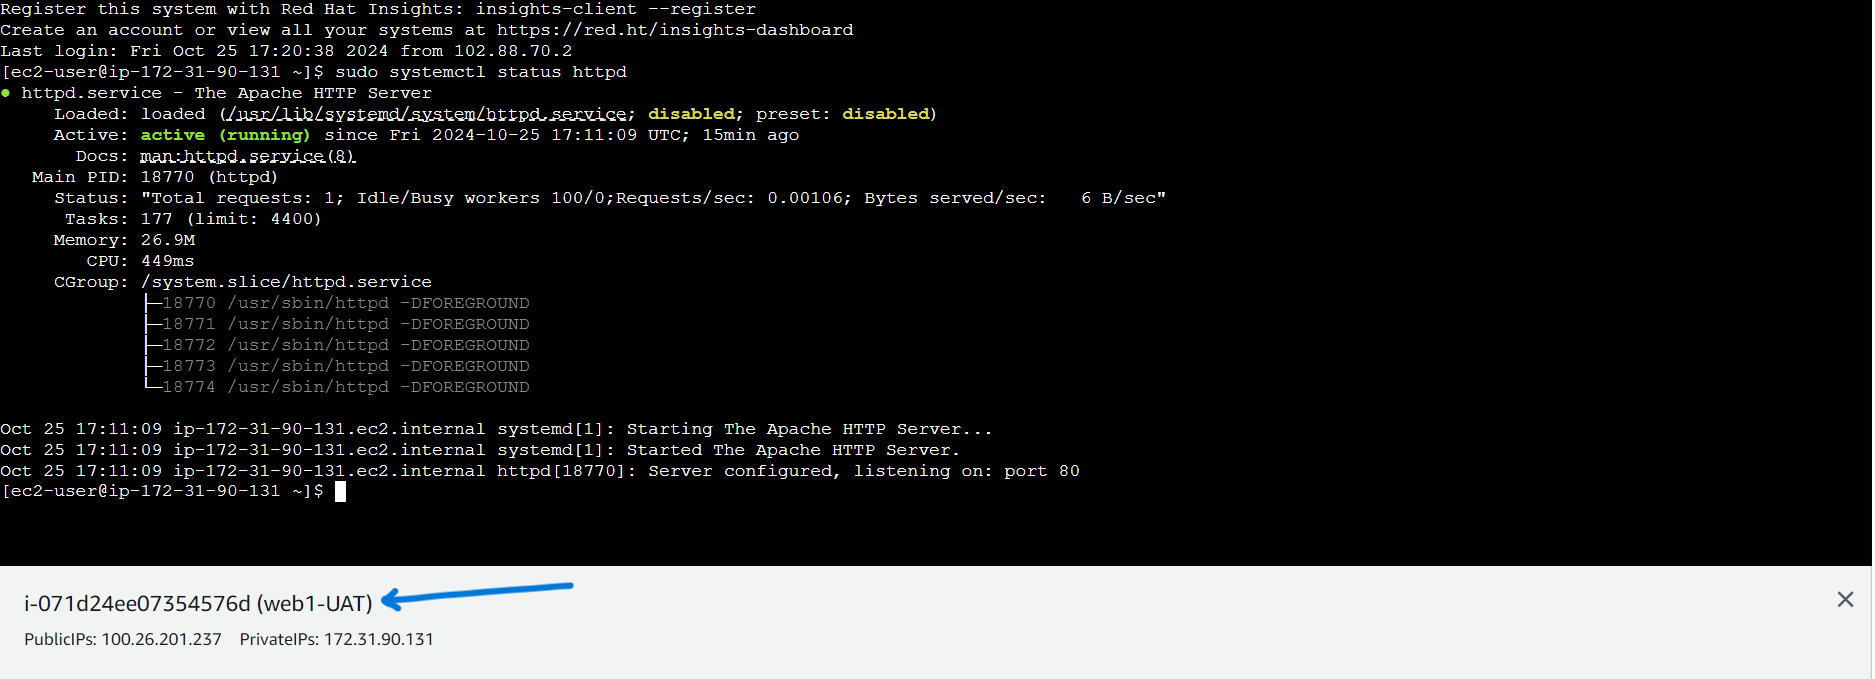 Register this system with Red Hat Insights: insights-client --register
Create an account or view all your systems at https://red.ht/insights-dashboard
Last login: Fri Oct 25 17:20:38 2024 from 102.88.70.2
[ec2-user@ip-172-31-90-131 ~]$ sudo systemctl status httpd
● httpd.service - The Apache HTTP Server
     Loaded: loaded (/usr/lib/systemd/system/httpd.service; disabled; preset: disabled)
     Active: active (running) since Fri 2024-10-25 17:11:09 UTC; 15min ago
       Docs: man:httpd.service(8)
   Main PID: 18770 (httpd)
     Status: "Total requests: 1; Idle/Busy workers 100/0;Requests/sec: 0.00106; Bytes served/sec:   6 B/sec"
      Tasks: 177 (limit: 4400)
     Memory: 26.9M
        CPU: 449ms
     CGroup: /system.slice/httpd.service
             ├─18770 /usr/sbin/httpd -DFOREGROUND
             ├─18771 /usr/sbin/httpd -DFOREGROUND
             ├─18772 /usr/sbin/httpd -DFOREGROUND
             ├─18773 /usr/sbin/httpd -DFOREGROUND
             └─18774 /usr/sbin/httpd -DFOREGROUND
Oct 25 17:11:09 ip-172-31-90-131.ec2.internal systemd[1]: Starting The Apache HTTP Server...
Oct 25 17:11:09 ip-172-31-90-131.ec2.internal systemd[1]: Started The Apache HTTP Server.
Oct 25 17:11:09 ip-172-31-90-131.ec2.internal httpd[18770]: Server configured, listening on: port 80
[ec2-user@ip-172-31-90-131 ~]$
i-071d24ee07354576d (web1-UAT)
PublicIPs: 100.26.201.237 PrivateIPs: 172.31.90.131